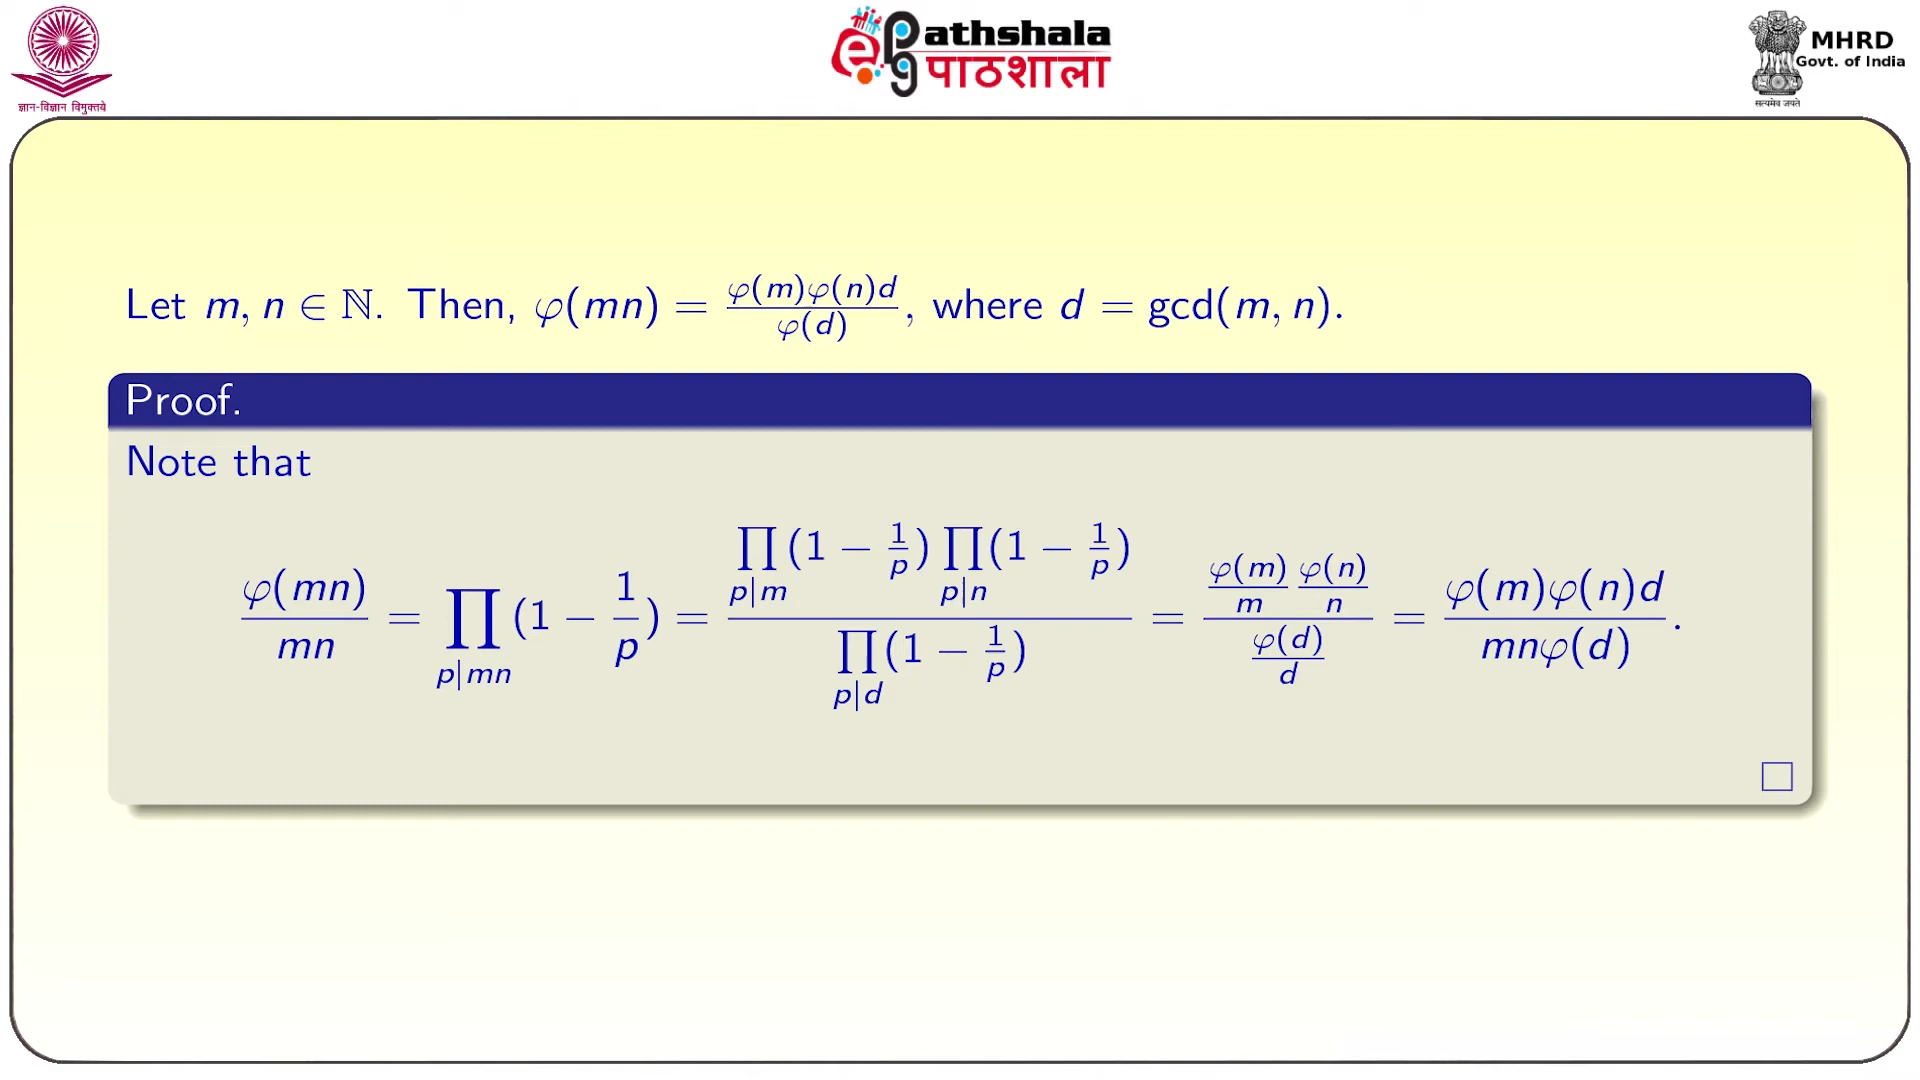 ज्ञान-विज्ञान विमुक्तये
ePGathshala
पाठशाला
MHRD
Govt. of India
सत्यमेव जयते
Let m, n ∈ ℕ. Then, φ(mn) = φ(m)φ(n)d / φ(d), where d = gcd(m, n).
Proof.
Note that
φ(mn)/mn = ∏_{p|mn} (1 − 1/p) = (∏_{p|m} (1 − 1/p) ∏_{p|n} (1 − 1/p)) / (∏_{p|d} (1 − 1/p)) = (φ(m)/m φ(n)/n) / (φ(d)/d) = φ(m)φ(n)d / mnφ(d).
□